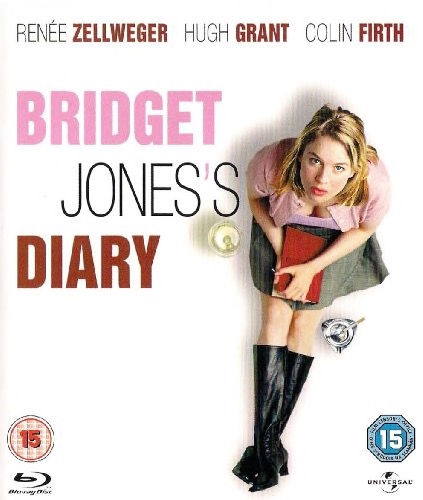 RENÉE ZELLWEGER HUGH GRANT COLIN FIRTH
BRIDGET
JONES'S
DIARY
15
15
Blu-ray Disc
UNIVERSAL